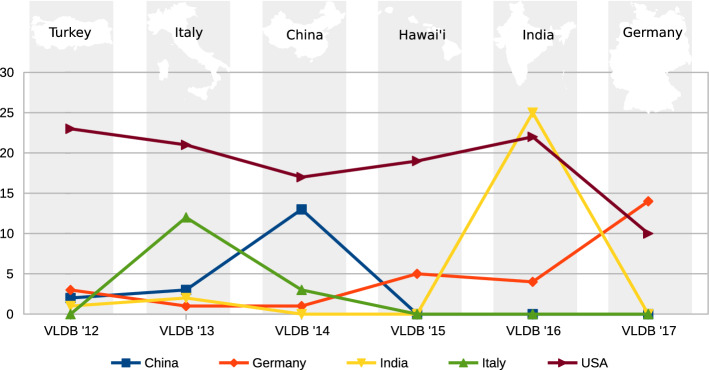 Turkey Italy China Hawai'i India Germany
30
25
20
15
10
5
0
VLDB '12 VLDB '13 VLDB '14 VLDB '15 VLDB '16 VLDB '17
China Germany India Italy USA